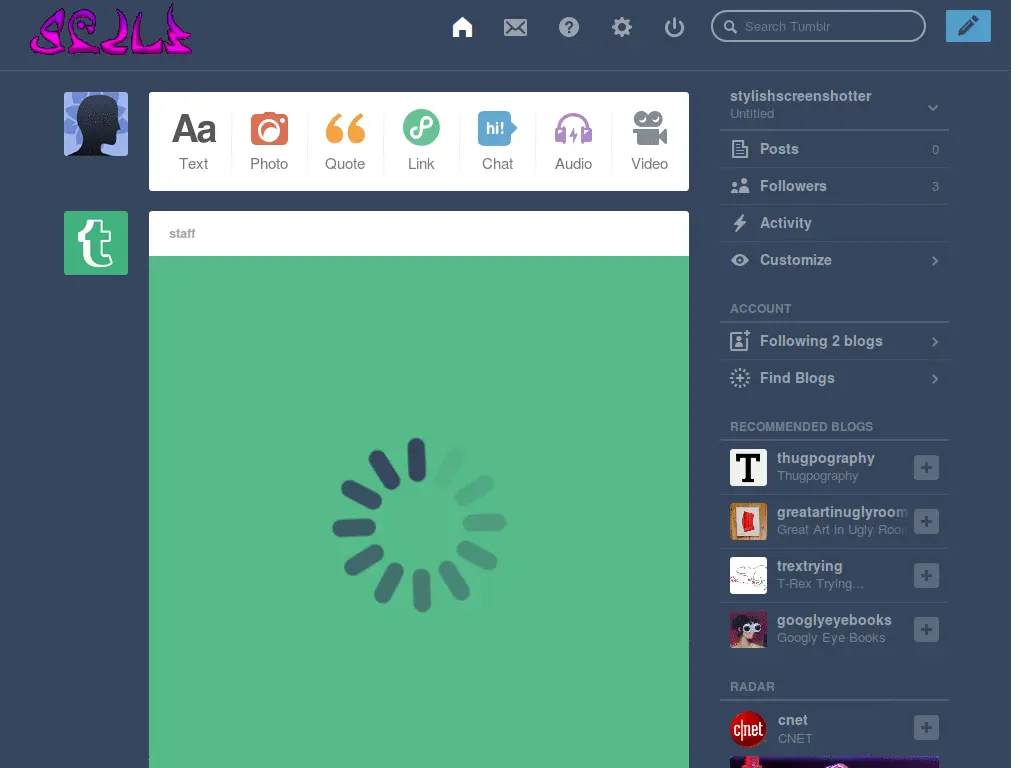 Search Tumblr
Aa
hi!
Text
Photo
Quote
Link
Chat
Audio
Video
t
staff
stylishscreenshotter
Untitled
Posts 0
Followers 3
Activity
Customize
ACCOUNT
Following 2 blogs
Find Blogs
RECOMMENDED BLOGS
T
thugpography
Thugpography
greatartinuglyroom
Great Art in Ugly Roo
trextrying
T-Rex Trying...
googlyeyebooks
Googly Eye Books
RADAR
c|net
cnet
CNET